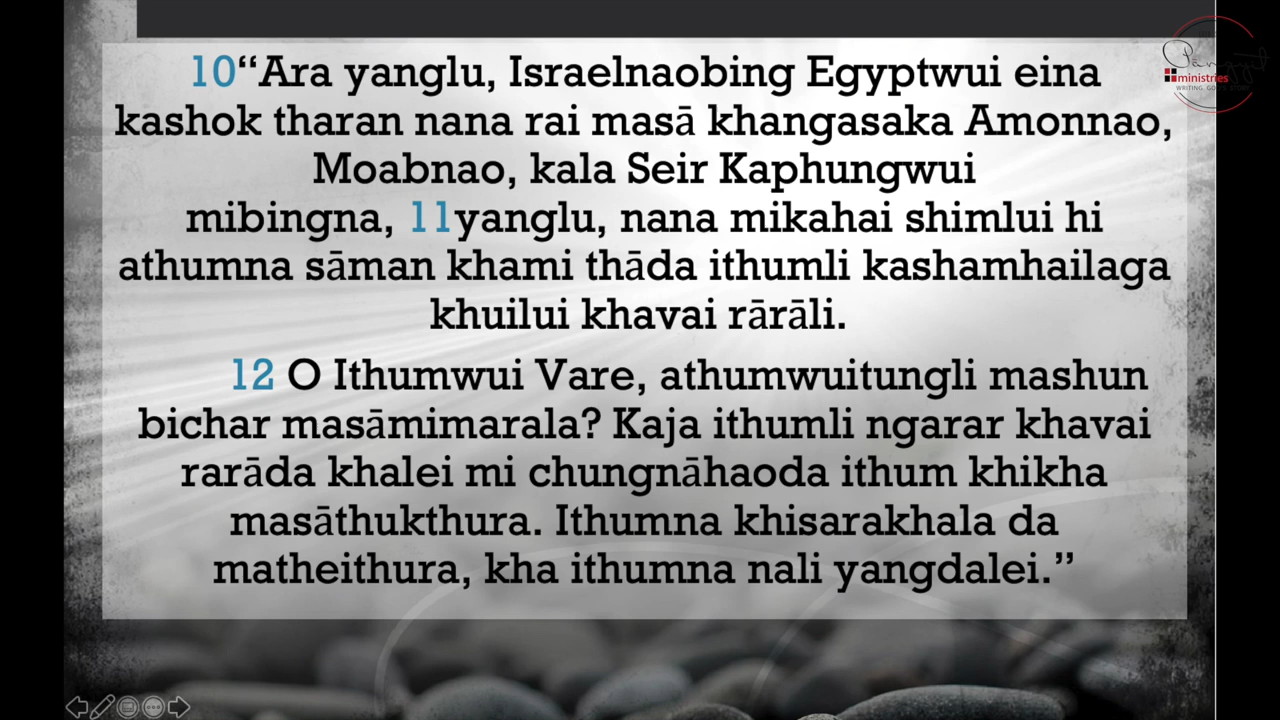 10“Ara yanglu, Israelnaobing Egyptwui eina
kashok tharan nana rai masā khangasaka Amonnao,
Moabnao, kala Seir Kaphungwui
mibingna, 11yanglu, nana mikahai shimlui hi
athumna sāman khami thāda ithumli kashamhailaga
khuilui khavai rārāli.
12 O Ithumwui Vare, athumwuitungli mashun
bichar masāmimarala? Kaja ithumli ngarar khavai
rarāda khalei mi chungnāhaoda ithum khikha
masāthukthura. Ithumna khisarakhala da
matheithura, kha ithumna nali yangdalei.”
ministries